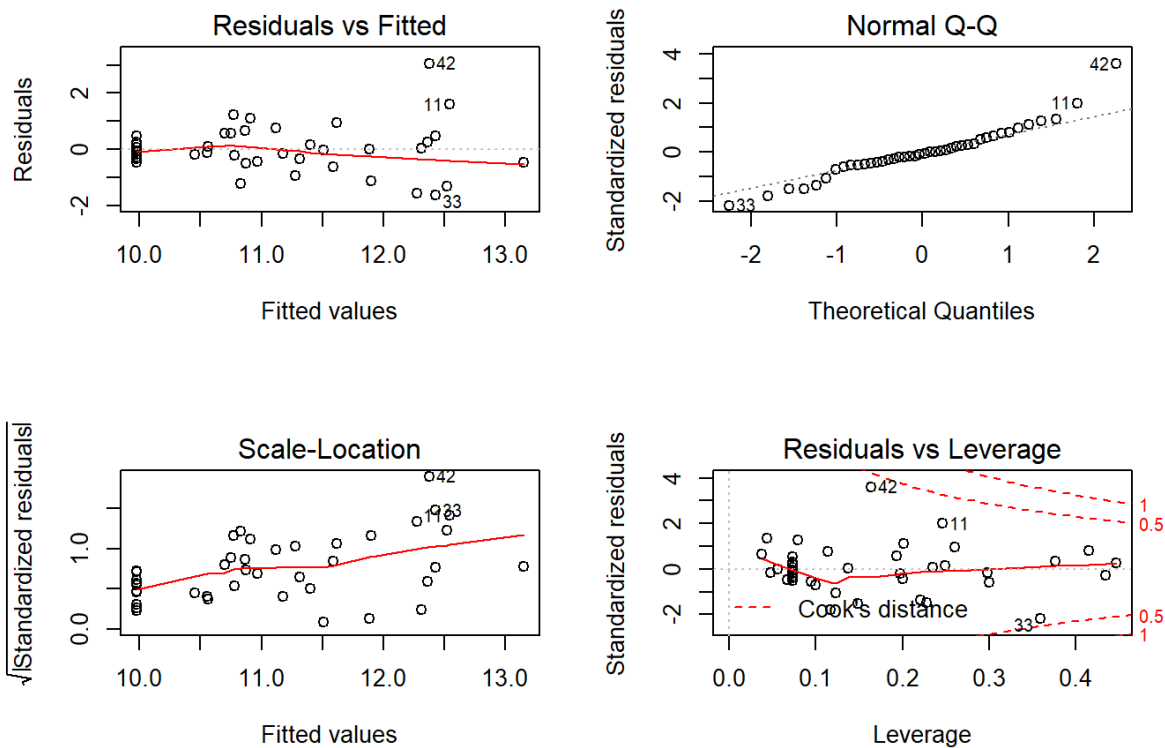 Residuals vs Fitted
Residuals
2
0
-2
42
11
33
10.0 11.0 12.0 13.0
Fitted values
Normal Q-Q
Standardized residuals
4
2
0
-2
42
11
33
-2 -1 0 1 2
Theoretical Quantiles
Scale-Location
√|Standardized residuals|
1.0
0.0
42
33
11
10.0 11.0 12.0 13.0
Fitted values
Residuals vs Leverage
Standardized residuals
4
2
0
-2
42
11
33
1
0.5
0.5
1
Cook's distance
0.0 0.1 0.2 0.3 0.4
Leverage